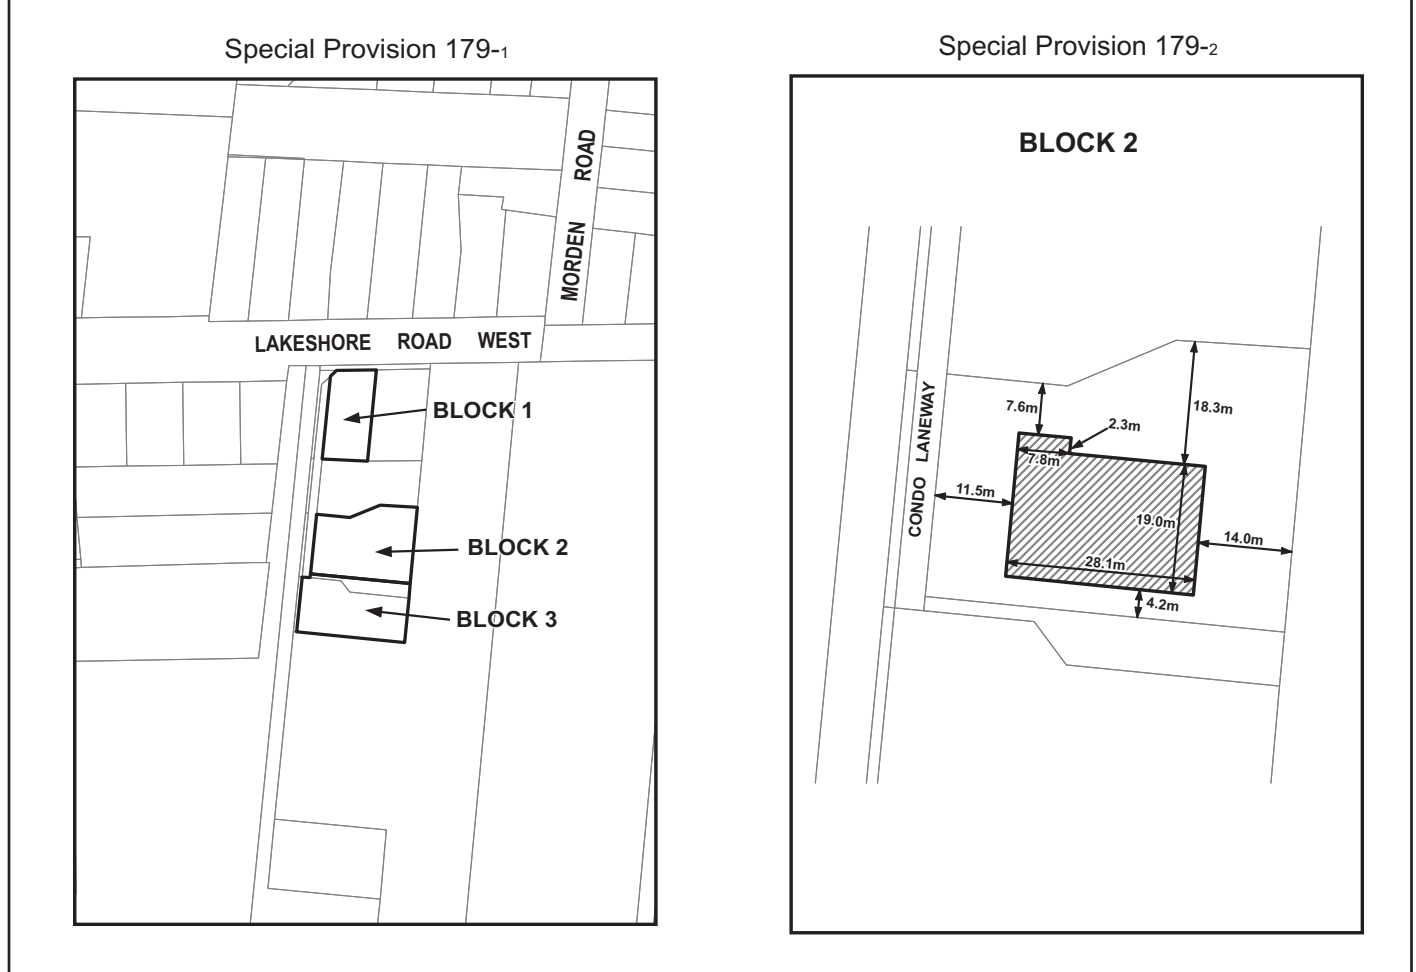 Special Provision 179-1
MORDEN ROAD
LAKESHORE ROAD WEST
BLOCK 1
BLOCK 2
BLOCK 3
Special Provision 179-2
BLOCK 2
CONDO LANEWAY
7.6m
18.3m
2.3m
7.8m
11.5m
19.0m
14.0m
28.1m
4.2m